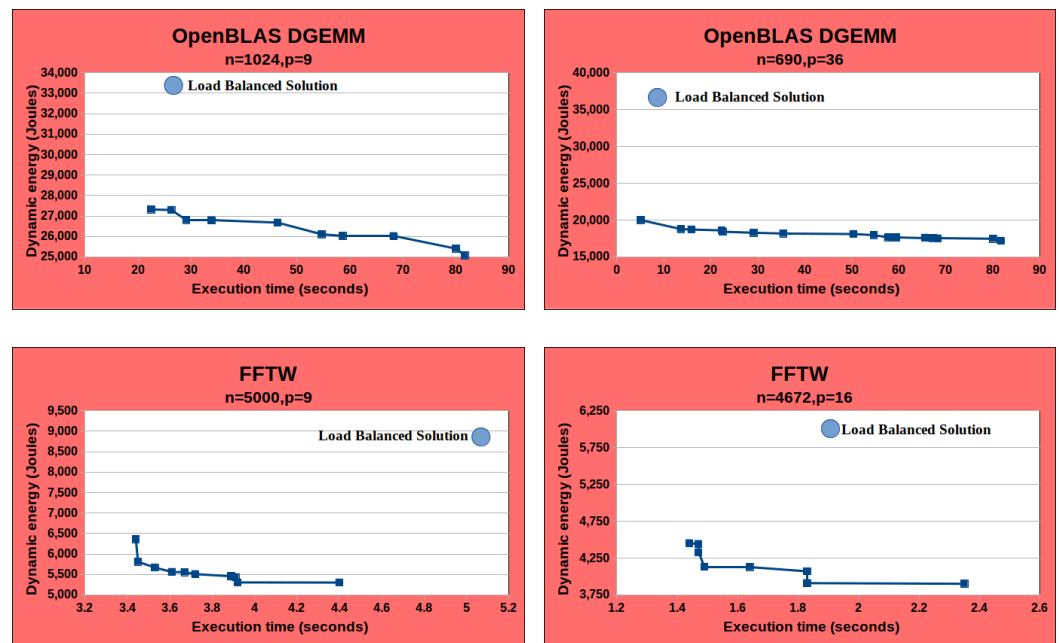 OpenBLAS DGEMM
n=1024,p=9
34,000
33,000
32,000
31,000
30,000
29,000
28,000
27,000
26,000
25,000
Dynamic energy (Joules)
Load Balanced Solution
10 20 30 40 50 60 70 80 90
Execution time (seconds)
OpenBLAS DGEMM
n=690,p=36
40,000
35,000
30,000
25,000
20,000
15,000
Dynamic energy (Joules)
Load Balanced Solution
0 10 20 30 40 50 60 70 80 90
Execution time (seconds)
FFTW
n=5000,p=9
9,500
9,000
8,500
8,000
7,500
7,000
6,500
6,000
5,500
5,000
Dynamic energy (Joules)
Load Balanced Solution
3.2 3.4 3.6 3.8 4 4.2 4.4 4.6 4.8 5 5.2
Execution time (seconds)
FFTW
n=4672,p=16
6,250
5,750
5,250
4,750
4,250
3,750
Dynamic energy (Joules)
Load Balanced Solution
1.2 1.4 1.6 1.8 2 2.2 2.4 2.6
Execution time (seconds)